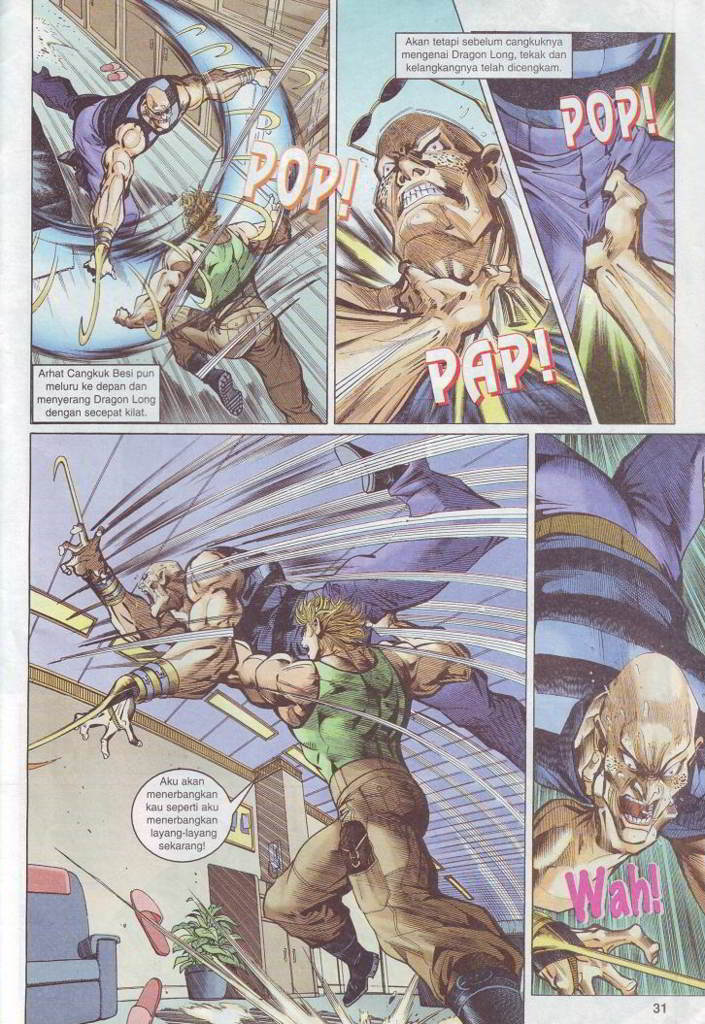 POP!
Arhat Cangkuk Besi pun
meluru ke depan dan
menyerang Dragon Long
dengan secepat kilat.
Akan tetapi sebelum cangkuknya
mengenai Dragon Long, tekak dan
kelangkangnya telah dicengkam.
POP!
PAP!
Aku akan
menerbangkan
kau seperti aku
menerbangkan
layang-layang
sekarang!
Wah!
31